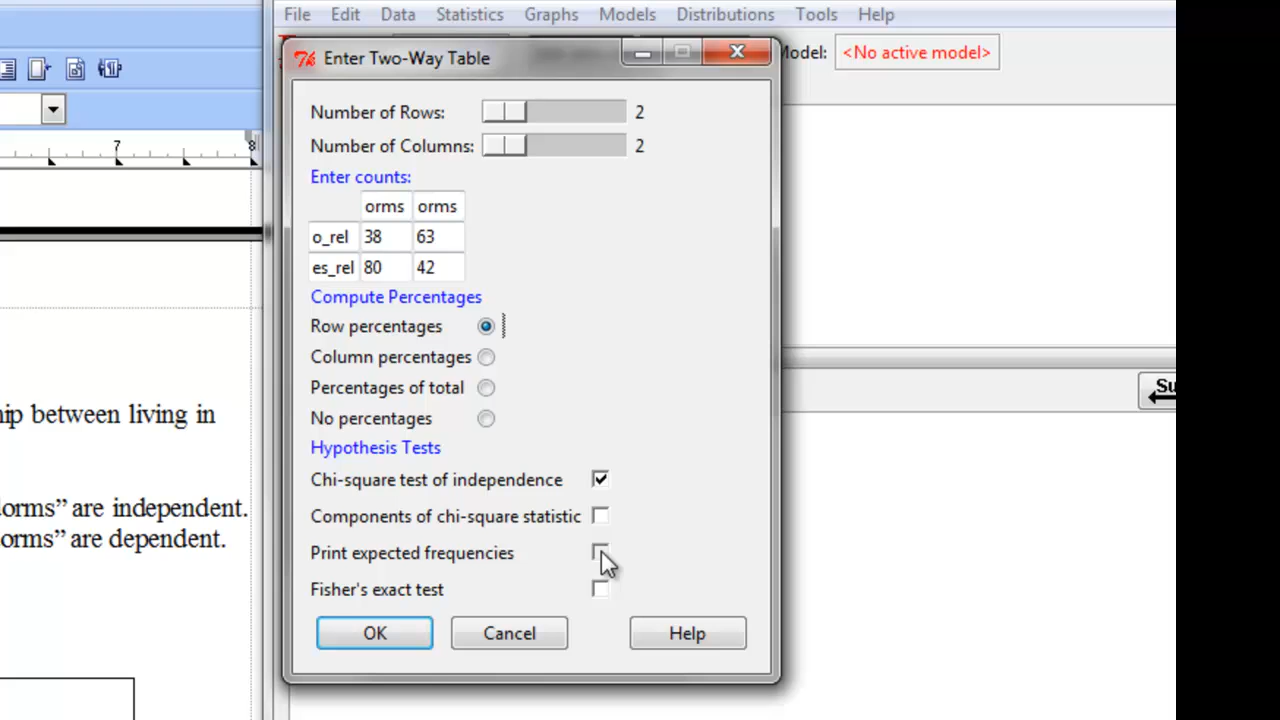 File Edit Data Statistics Graphs Models Distributions Tools Help
Enter Two-Way Table
Model: <No active model>
Number of Rows: 2
7 8
Number of Columns: 2
Enter counts:
orms orms
o_rel 38 63
es_rel 80 42
Compute Percentages
Row percentages
Column percentages
Percentages of total
ip between living in
No percentages
Hypothesis Tests
Chi-square test of independence
dorms” are independent.
Components of chi-square statistic
orms” are dependent.
Print expected frequencies
Fisher's exact test
OK Cancel Help